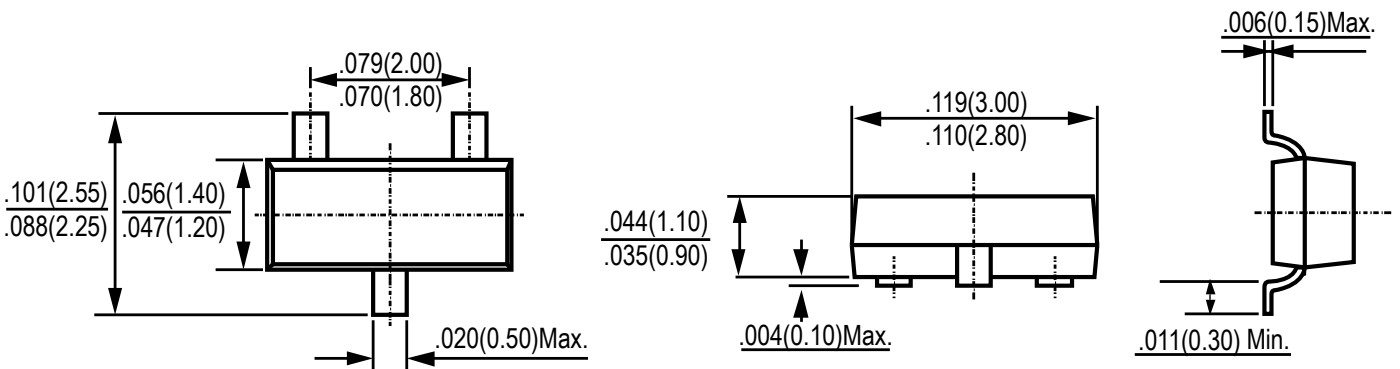 .079(2.00)
.070(1.80)
.101(2.55)
.088(2.25)
.056(1.40)
.047(1.20)
.020(0.50)Max.
.119(3.00)
.110(2.80)
.044(1.10)
.035(0.90)
.004(0.10)Max.
.006(0.15)Max.
.011(0.30) Min.